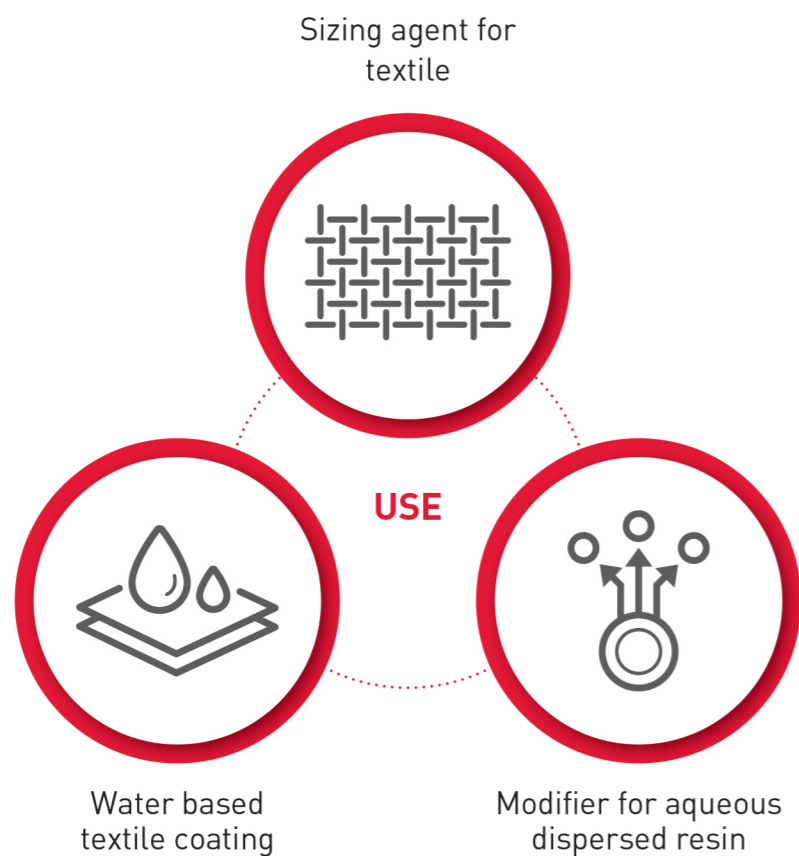 Sizing agent for
textile
USE
Water based
textile coating
Modifier for aqueous
dispersed resin